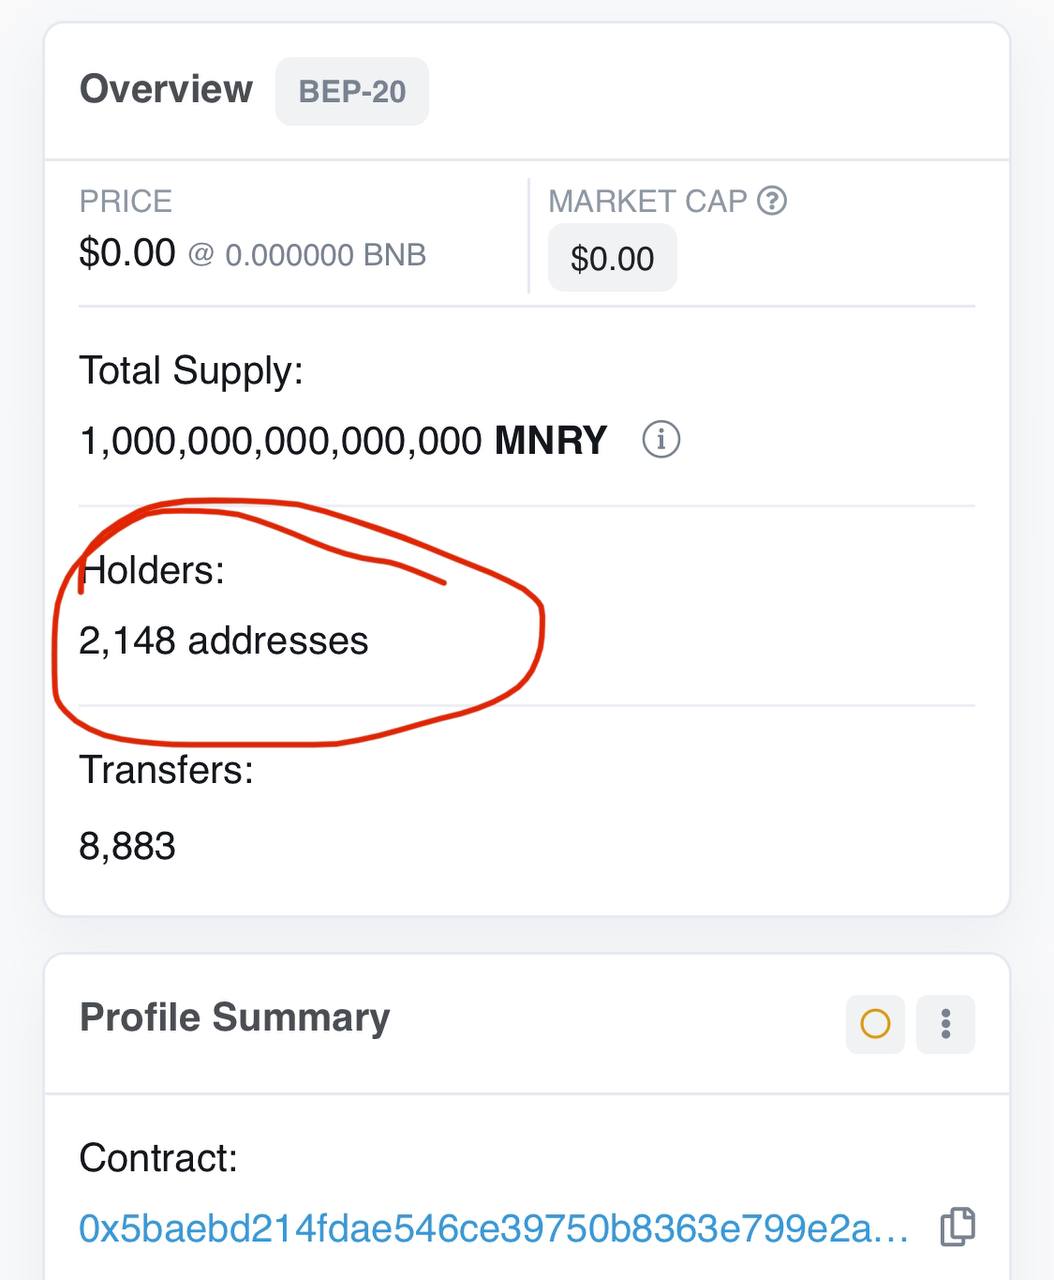 Overview BEP-20
PRICE
$0.00 @ 0.000000 BNB
MARKET CAP
$0.00
Total Supply:
1,000,000,000,000,000 MNRY
Holders:
2,148 addresses
Transfers:
8,883
Profile Summary
Contract:
0x5baebd214fdae546ce39750b8363e799e2a...